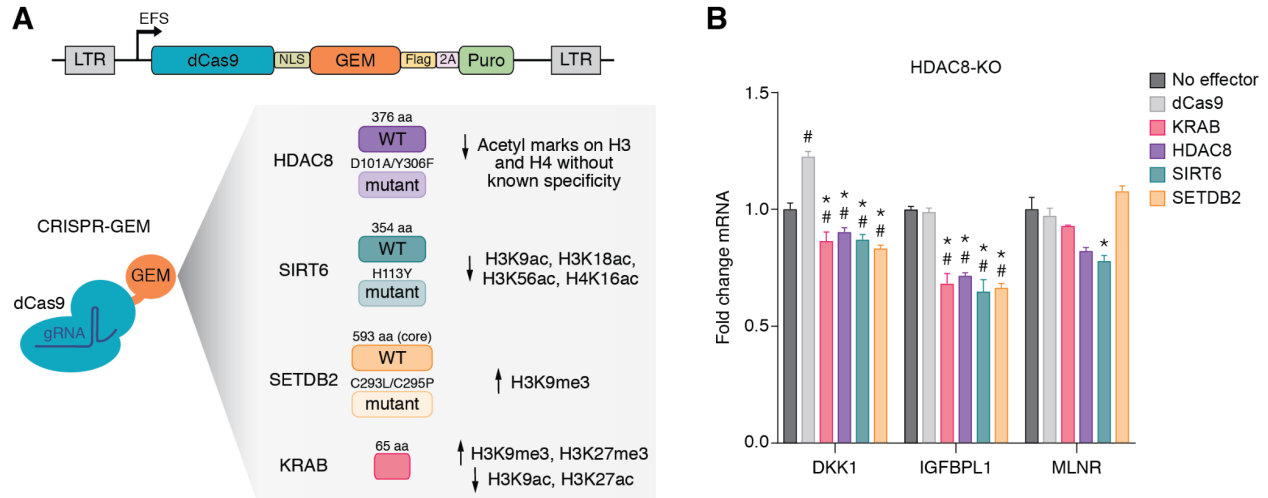 A
EFS
LTR
dCas9
NLS
GEM
Flag
2A
Puro
LTR
CRISPR-GEM
GEM
dCas9
gRNA
HDAC8
376 aa
WT
D101A/Y306F
mutant
Acetyl marks on H3
and H4 without
known specificity
SIRT6
354 aa
WT
H113Y
mutant
H3K9ac, H3K18ac,
H3K56ac, H4K16ac
SETDB2
593 aa (core)
WT
C293L/C295P
mutant
H3K9me3
KRAB
65 aa
H3K9me3, H3K27me3
H3K9ac, H3K27ac
B
HDAC8-KO
Fold change mRNA
1.5
1.0
0.5
0.0
#
*
#
*
#
*
#
*
#
*
#
*
#
*
#
*
#
*
DKK1
IGFBPL1
MLNR
No effector
dCas9
KRAB
HDAC8
SIRT6
SETDB2